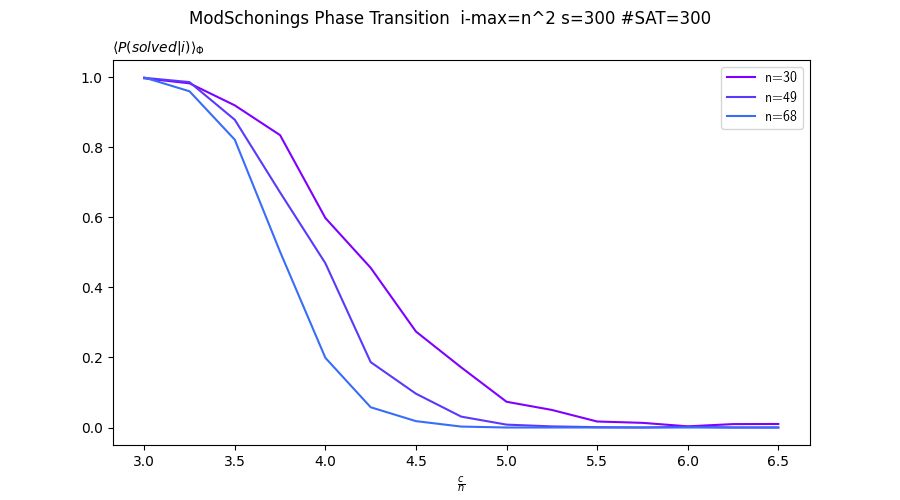 ModSchonings Phase Transition  i-max=n^2 s=300 #SAT=300
⟨P(solved|i)⟩_Φ
n=30
n=49
n=68
1.0
0.8
0.6
0.4
0.2
0.0
3.0 3.5 4.0 4.5 5.0 5.5 6.0 6.5
c/n